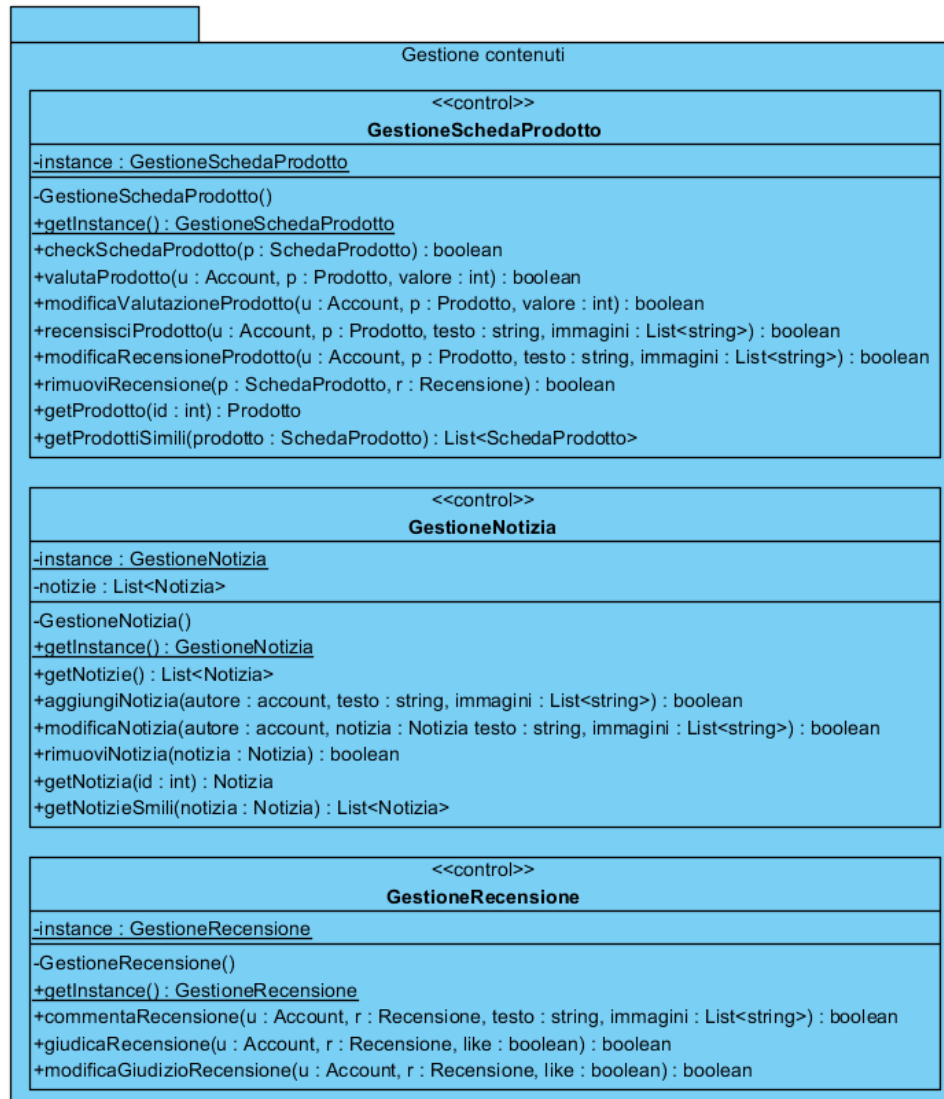 Gestione contenuti
<<control>>
GestioneSchedaProdotto
-instance : GestioneSchedaProdotto
-GestioneSchedaProdotto()
+getInstance() : GestioneSchedaProdotto
+checkSchedaProdotto(p : SchedaProdotto) : boolean
+valutaProdotto(u : Account, p : Prodotto, valore : int) : boolean
+modificaValutazioneProdotto(u : Account, p : Prodotto, valore : int) : boolean
+recensisciProdotto(u : Account, p : Prodotto, testo : string, immagini : List<string>) : boolean
+modificaRecensioneProdotto(u : Account, p : Prodotto, testo : string, immagini : List<string>) : boolean
+rimuoviRecensione(p : SchedaProdotto, r : Recensione) : boolean
+getProdotto(id : int) : Prodotto
+getProdottiSimili(prodotto : SchedaProdotto) : List<SchedaProdotto>
<<control>>
GestioneNotizia
-instance : GestioneNotizia
-notizie : List<Notizia>
-GestioneNotizia()
+getInstance() : GestioneNotizia
+getNotizie() : List<Notizia>
+aggiungiNotizia(autore : account, testo : string, immagini : List<string>) : boolean
+modificaNotizia(autore : account, notizia : Notizia testo : string, immagini : List<string>) : boolean
+rimuoviNotizia(notizia : Notizia) : boolean
+getNotizia(id : int) : Notizia
+getNotizieSmili(notizia : Notizia) : List<Notizia>
<<control>>
GestioneRecensione
-instance : GestioneRecensione
-GestioneRecensione()
+getInstance() : GestioneRecensione
+commentaRecensione(u : Account, r : Recensione, testo : string, immagini : List<string>) : boolean
+giudicaRecensione(u : Account, r : Recensione, like : boolean) : boolean
+modificaGiudizioRecensione(u : Account, r : Recensione, like : boolean) : boolean